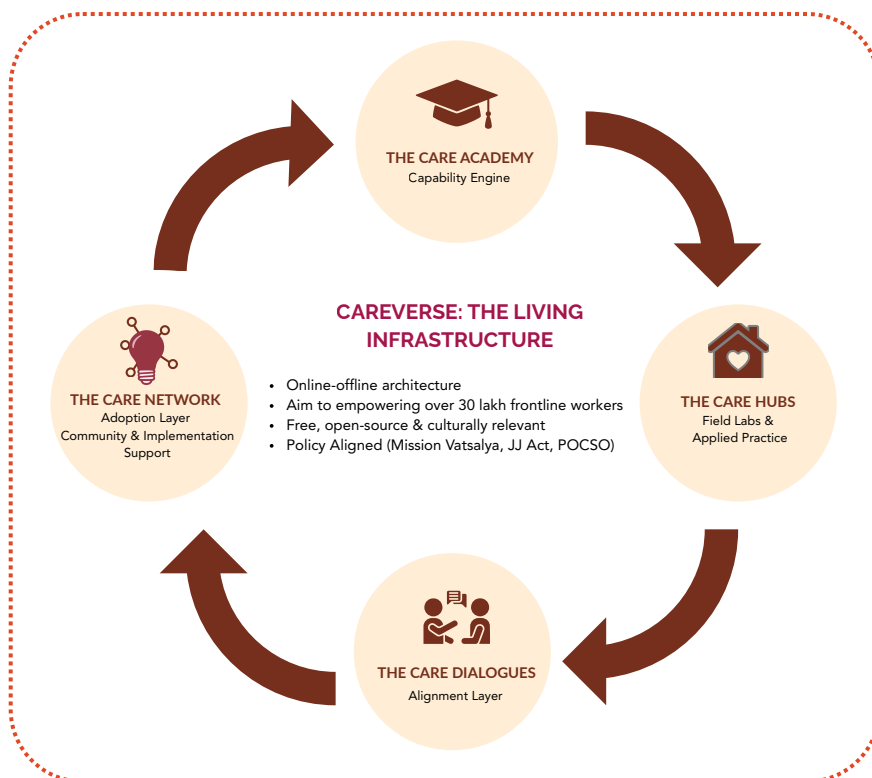 THE CARE ACADEMY
Capability Engine
CAREVERSE: THE LIVING
INFRASTRUCTURE
• Online-offline architecture
• Aim to empowering over 30 lakh frontline workers
• Free, open-source & culturally relevant
• Policy Aligned (Mission Vatsalya, JJ Act, POCSO)
THE CARE NETWORK
Adoption Layer
Community & Implementation
Support
THE CARE HUBS
Field Labs &
Applied Practice
THE CARE DIALOGUES
Alignment Layer